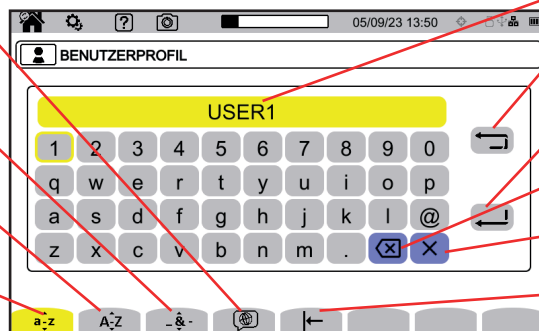 05/09/23 13:50
BENUTZERPROFIL
USER1
1 2 3 4 5 6 7 8 9 0
q w e r t y u i o p
a s d f g h j k l @
z x c v b n m .
a-z A-Z _&-